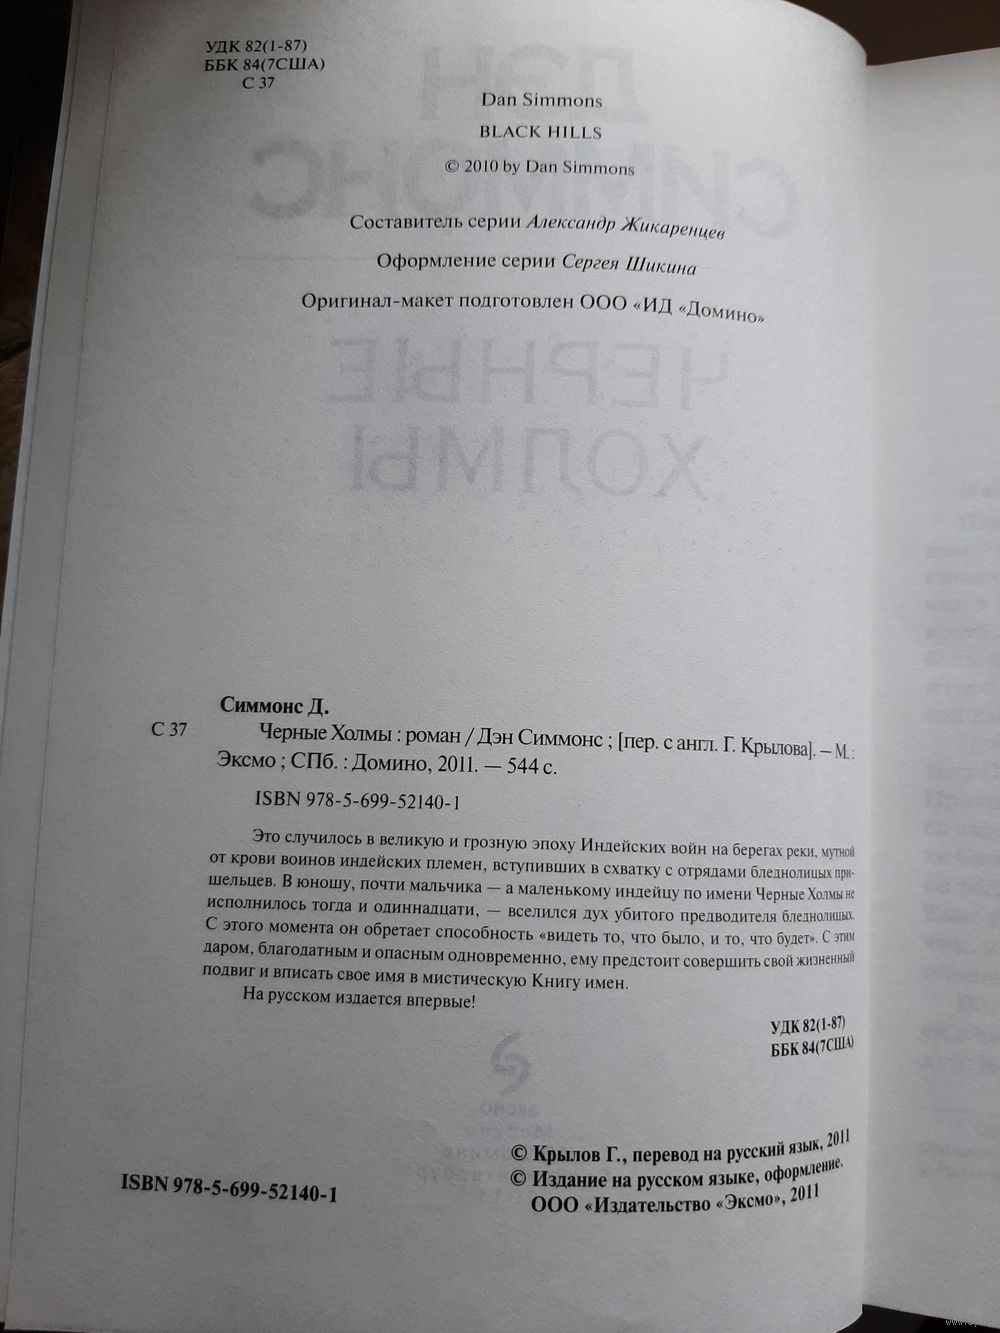 УДК 82(1-87)
ББК 84(7США)
С 37
Dan Simmons
BLACK HILLS
© 2010 by Dan Simmons
Составитель серии Александр Жикаренцев
Оформление серии Сергея Шикина
Оригинал-макет подготовлен ООО «ИД «Домино»
ДЭН
СИММОНС
ЧЕРНЫЕ
ХОЛМЫ
Симмонс Д.
С 37 Черные Холмы : роман / Дэн Симмонс ; [пер. с англ. Г. Крылова]. – М. :
Эксмо ; СПб. : Домино, 2011. — 544 с.
ISBN 978-5-699-52140-1
Это случилось в великую и грозную эпоху Индейских войн на берегах реки, мутной
от крови воинов индейских племен, вступивших в схватку с отрядами бледнолицых при-
шельцев. В юношу, почти мальчика — а маленькому индейцу по имени Черные Холмы не
исполнилось тогда и одиннадцати, — вселился дух убитого предводителя бледнолицых.
С этого момента он обретает способность «видеть то, что было, и то, что будет». С этим
даром, благодатным и опасным одновременно, ему предстоит совершить свой жизненный
подвиг и вписать свое имя в мистическую Книгу имен.
На русском издается впервые!
УДК 82(1-87)
ББК 84(7США)
© Крылов Г., перевод на русский язык, 2011
© Издание на русском языке, оформление.
ООО «Издательство «Эксмо», 2011
ISBN 978-5-699-52140-1